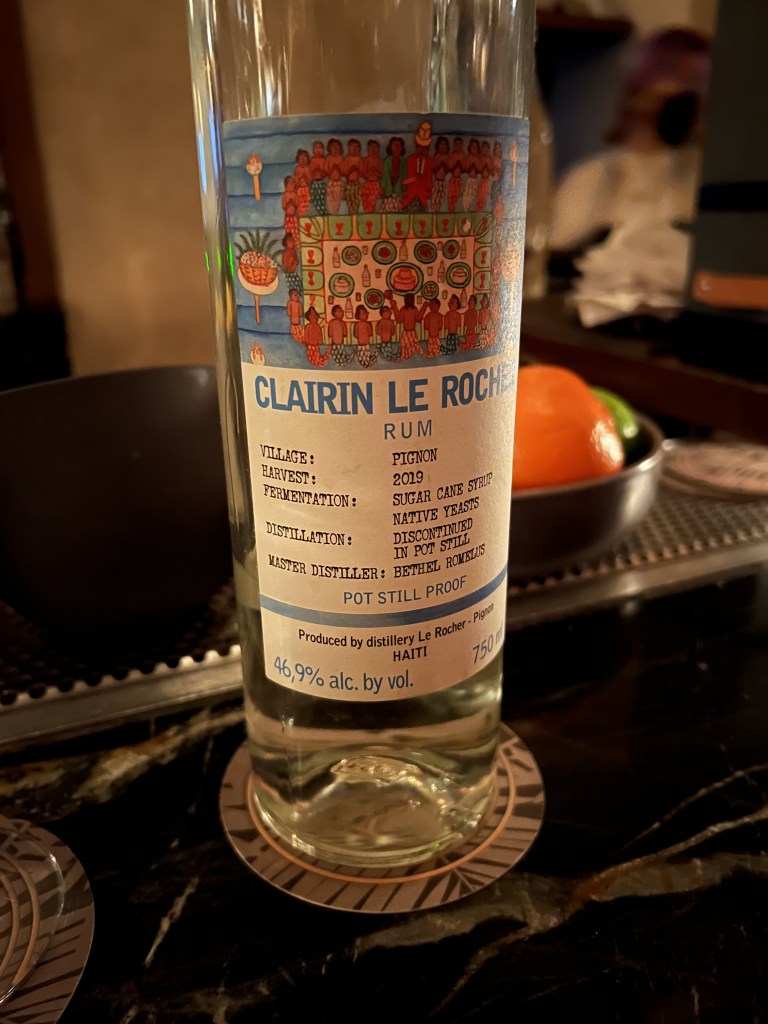 CLAIRIN LE ROCHER
RUM
VILLAGE: PIGNON
HARVEST: 2019
FERMENTATION: SUGAR CANE SYRUP
NATIVE YEASTS
DISTILLATION: DISCONTINUED
IN POT STILL
MASTER DISTILLER: BETHEL ROMELUS
POT STILL PROOF
Produced by distillery Le Rocher - Pignon
HAITI
46,9% alc. by vol. 750 ml